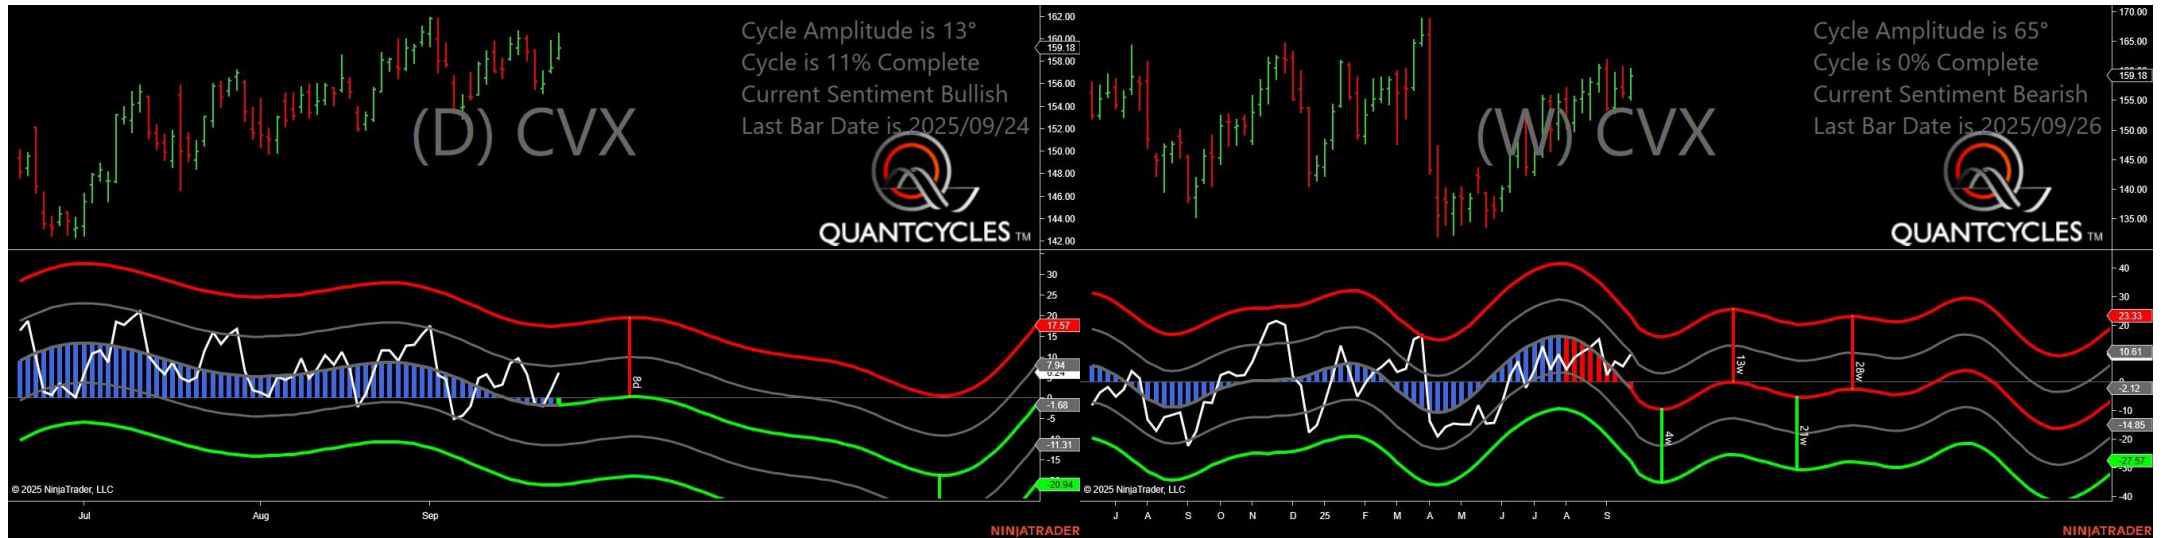 Cycle Amplitude is 13°
Cycle is 11% Complete
Current Sentiment Bullish
Last Bar Date is 2025/09/24
(D) CVX
QUANTCYCLES TM
162.00
160.00
159.18
158.00
156.00
154.00
152.00
150.00
148.00
146.00
144.00
142.00
30
25
20
17.57
15
10
7.94
6.24
0
-1.68
-5
-11.31
-15
-20.94
8d
© 2025 NinjaTrader, LLC
Jul Aug Sep
NINJATRADER
Cycle Amplitude is 65°
Cycle is 0% Complete
Current Sentiment Bearish
Last Bar Date is 2025/09/26
(W) CVX
QUANTCYCLES TM
170.00
165.00
159.18
155.00
150.00
145.00
140.00
135.00
40
30
23.33
20
10.61
0
-2.12
-10
-14.85
-20
-27.57
-40
13w
28w
4w
21w
© 2025 NinjaTrader, LLC
J A S O N D 25 F M A M J J A S
NINJATRADER